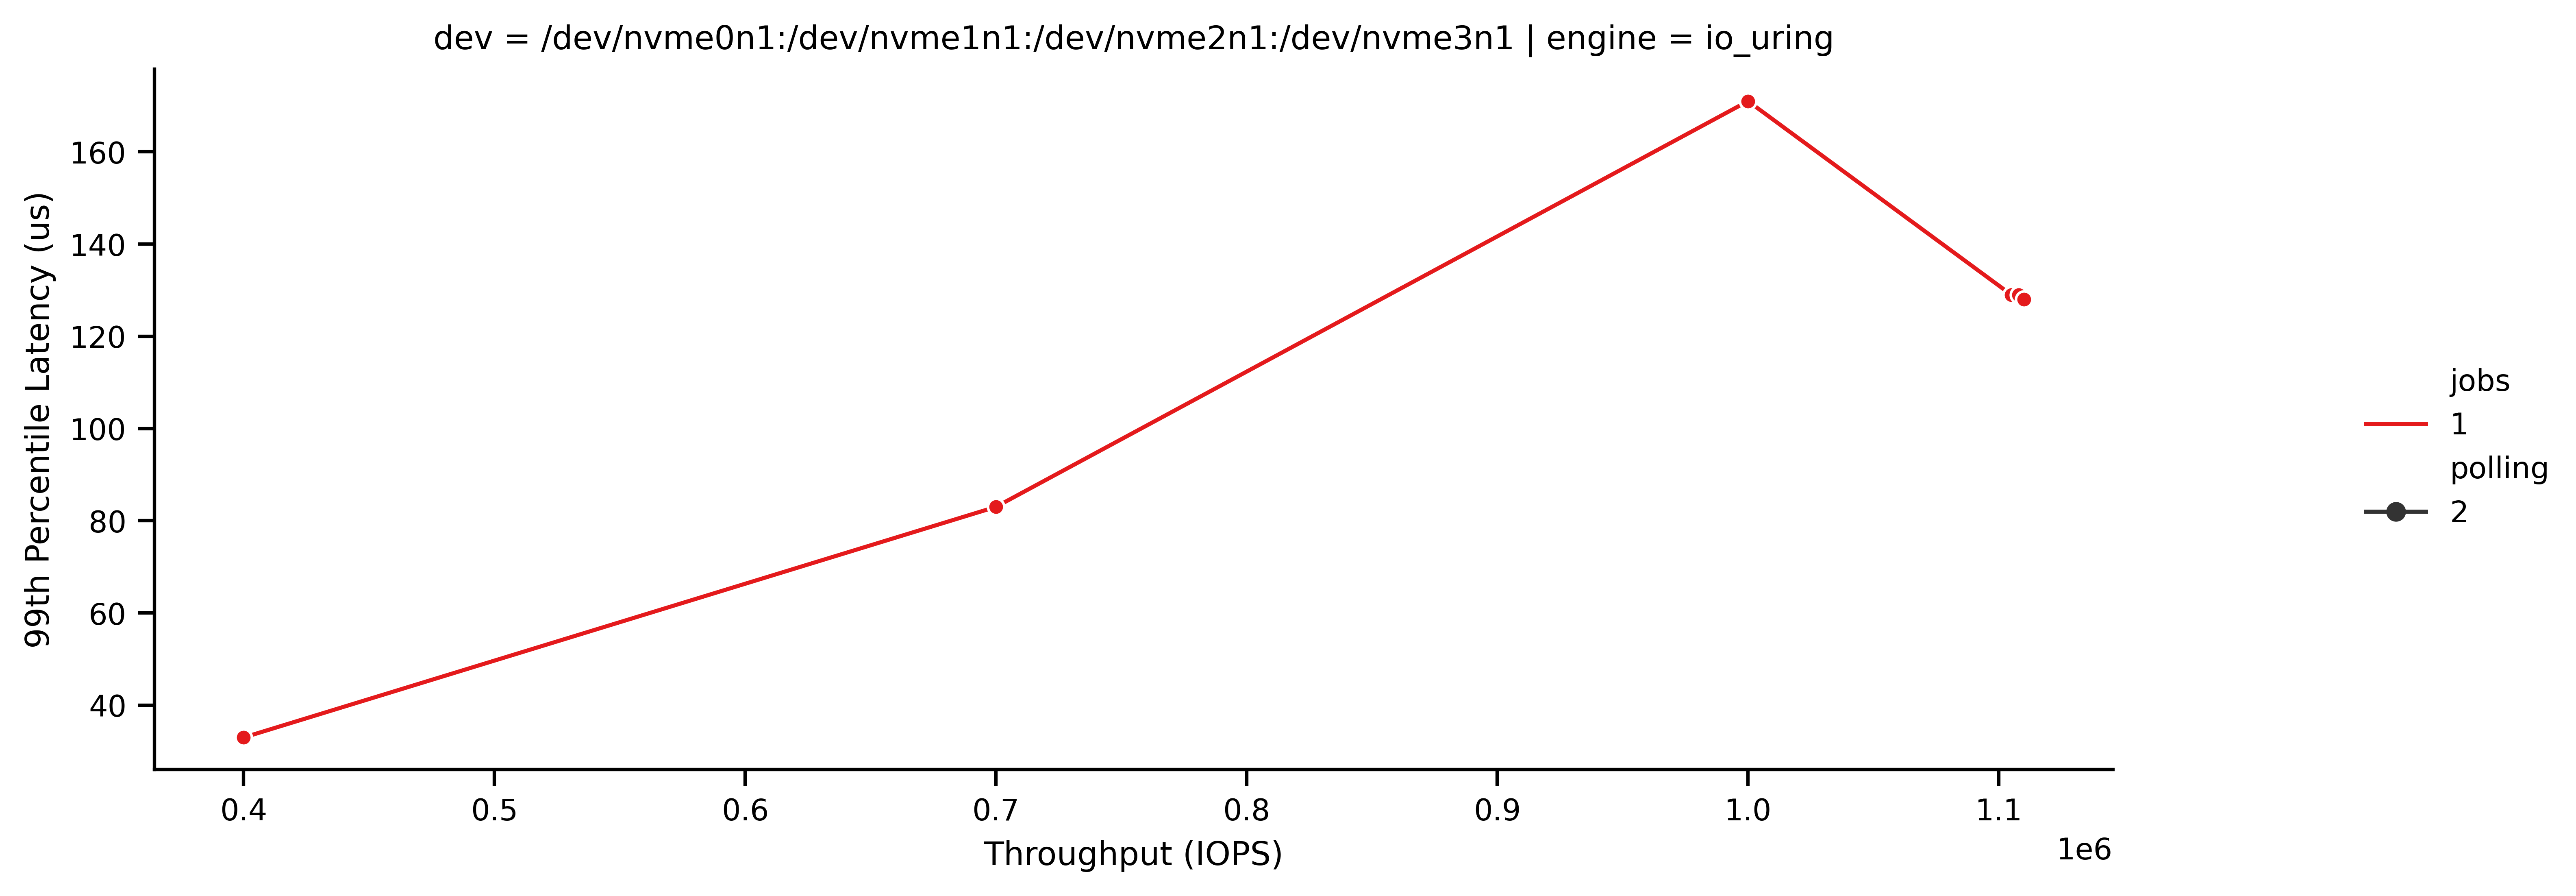 dev = /dev/nvme0n1:/dev/nvme1n1:/dev/nvme2n1:/dev/nvme3n1 | engine = io_uring
99th Percentile Latency (us)
160
140
120
100
80
60
40
0.4 0.5 0.6 0.7 0.8 0.9 1.0 1.1
1e6
Throughput (IOPS)
jobs
1
polling
2